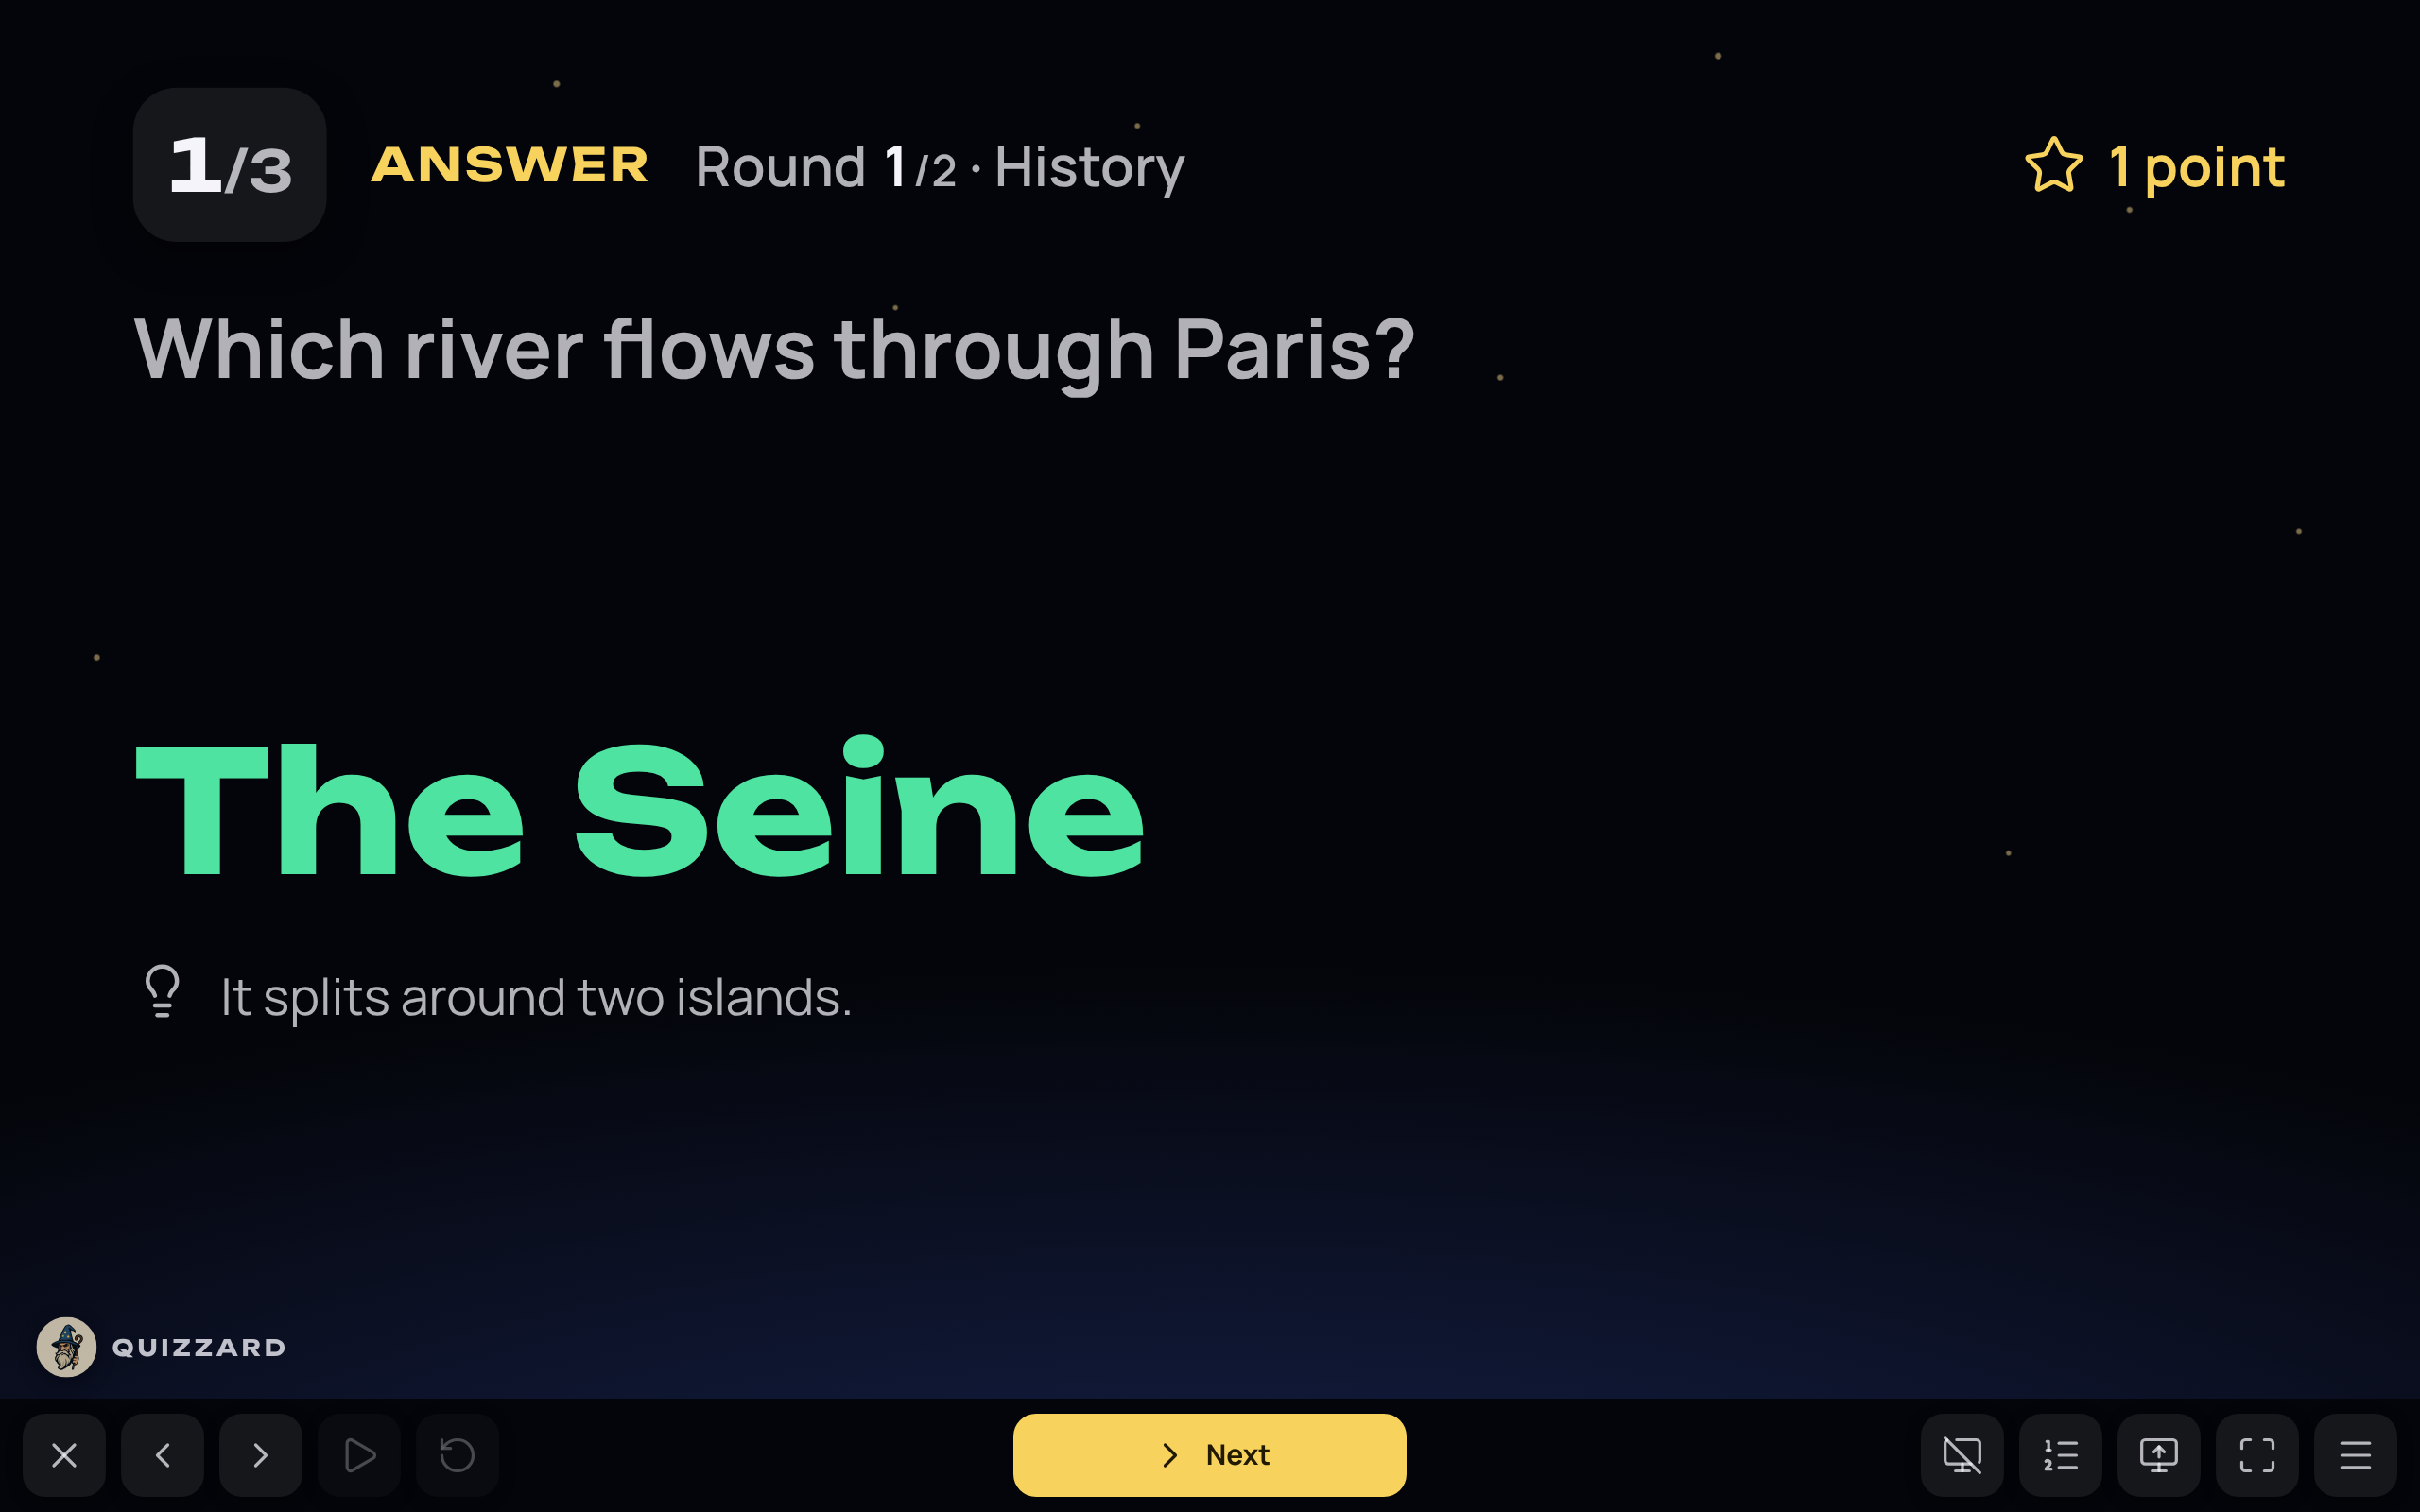 1/3 ANSWER Round 1/2 · History 1 point
Which river flows through Paris?
The Seine
It splits around two islands.
QUIZZARD
Next